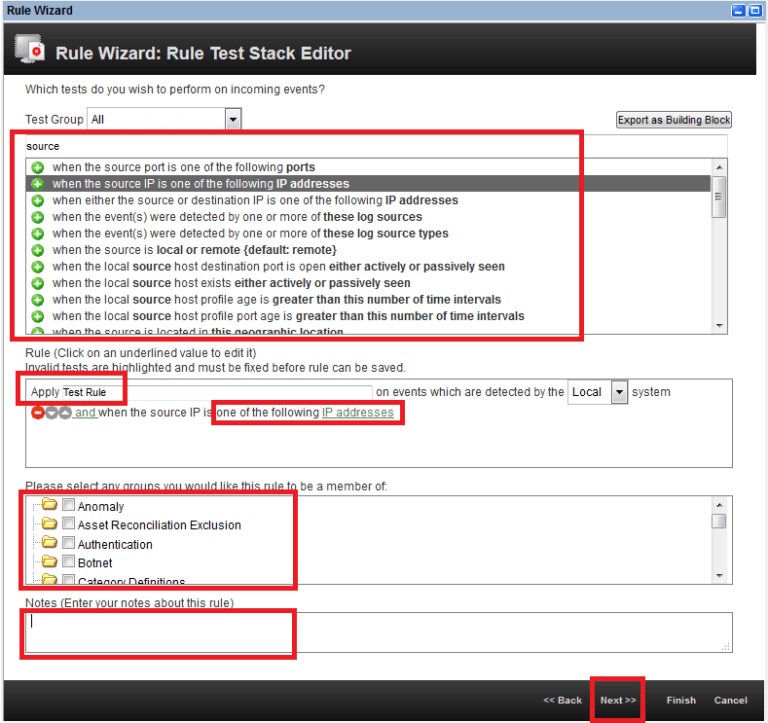 Rule Wizard
Rule Wizard: Rule Test Stack Editor
Which tests do you wish to perform on incoming events?
Test Group All
Export as Building Block
source
when the source port is one of the following ports
when the source IP is one of the following IP addresses
when either the source or destination IP is one of the following IP addresses
when the event(s) were detected by one or more of these log sources
when the event(s) were detected by one or more of these log source types
when the source is local or remote {default: remote}
when the local source host destination port is open either actively or passively seen
when the local source host exists either actively or passively seen
when the local source host profile age is greater than this number of time intervals
when the local source host profile port age is greater than this number of time intervals
when the source is located in this geographic location
Rule (Click on an underlined value to edit it)
Invalid tests are highlighted and must be fixed before rule can be saved.
Apply Test Rule on events which are detected by the Local system
and when the source IP is one of the following IP addresses
Please select any groups you would like this rule to be a member of:
Anomaly
Asset Reconciliation Exclusion
Authentication
Botnet
Category Definitions
Notes (Enter your notes about this rule)
<< Back Next >> Finish Cancel